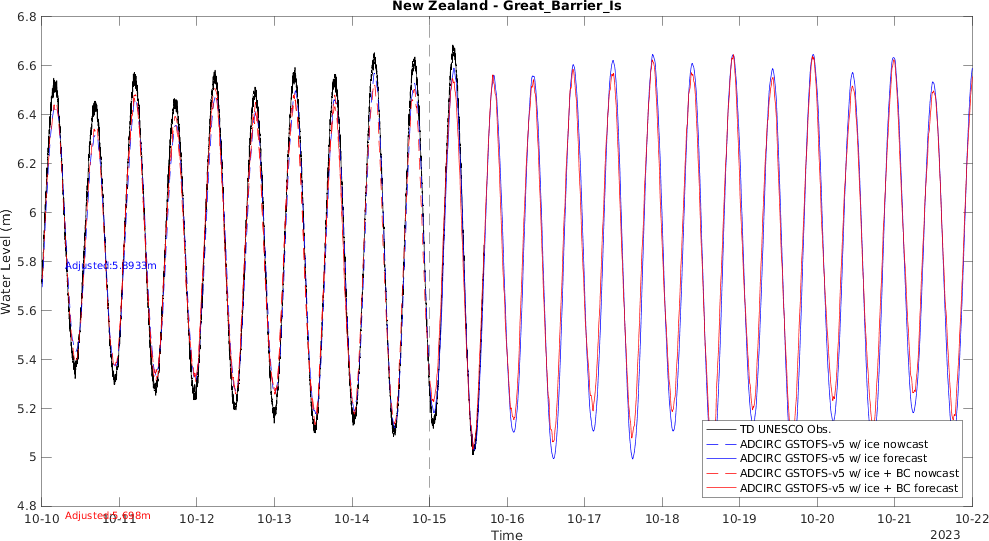 New Zealand - Great_Barrier_Is
6.8
6.6
6.4
6.2
6
5.8
5.6
5.4
5.2
5
4.8
Water Level (m)
Adjusted:5.8933m
Adjusted:5.698m
TD UNESCO Obs.
ADCIRC GSTOFS-v5 w/ ice nowcast
ADCIRC GSTOFS-v5 w/ ice forecast
ADCIRC GSTOFS-v5 w/ ice + BC nowcast
ADCIRC GSTOFS-v5 w/ ice + BC forecast
10-10 10-11 10-12 10-13 10-14 10-15 10-16 10-17 10-18 10-19 10-20 10-21 10-22
Time
2023